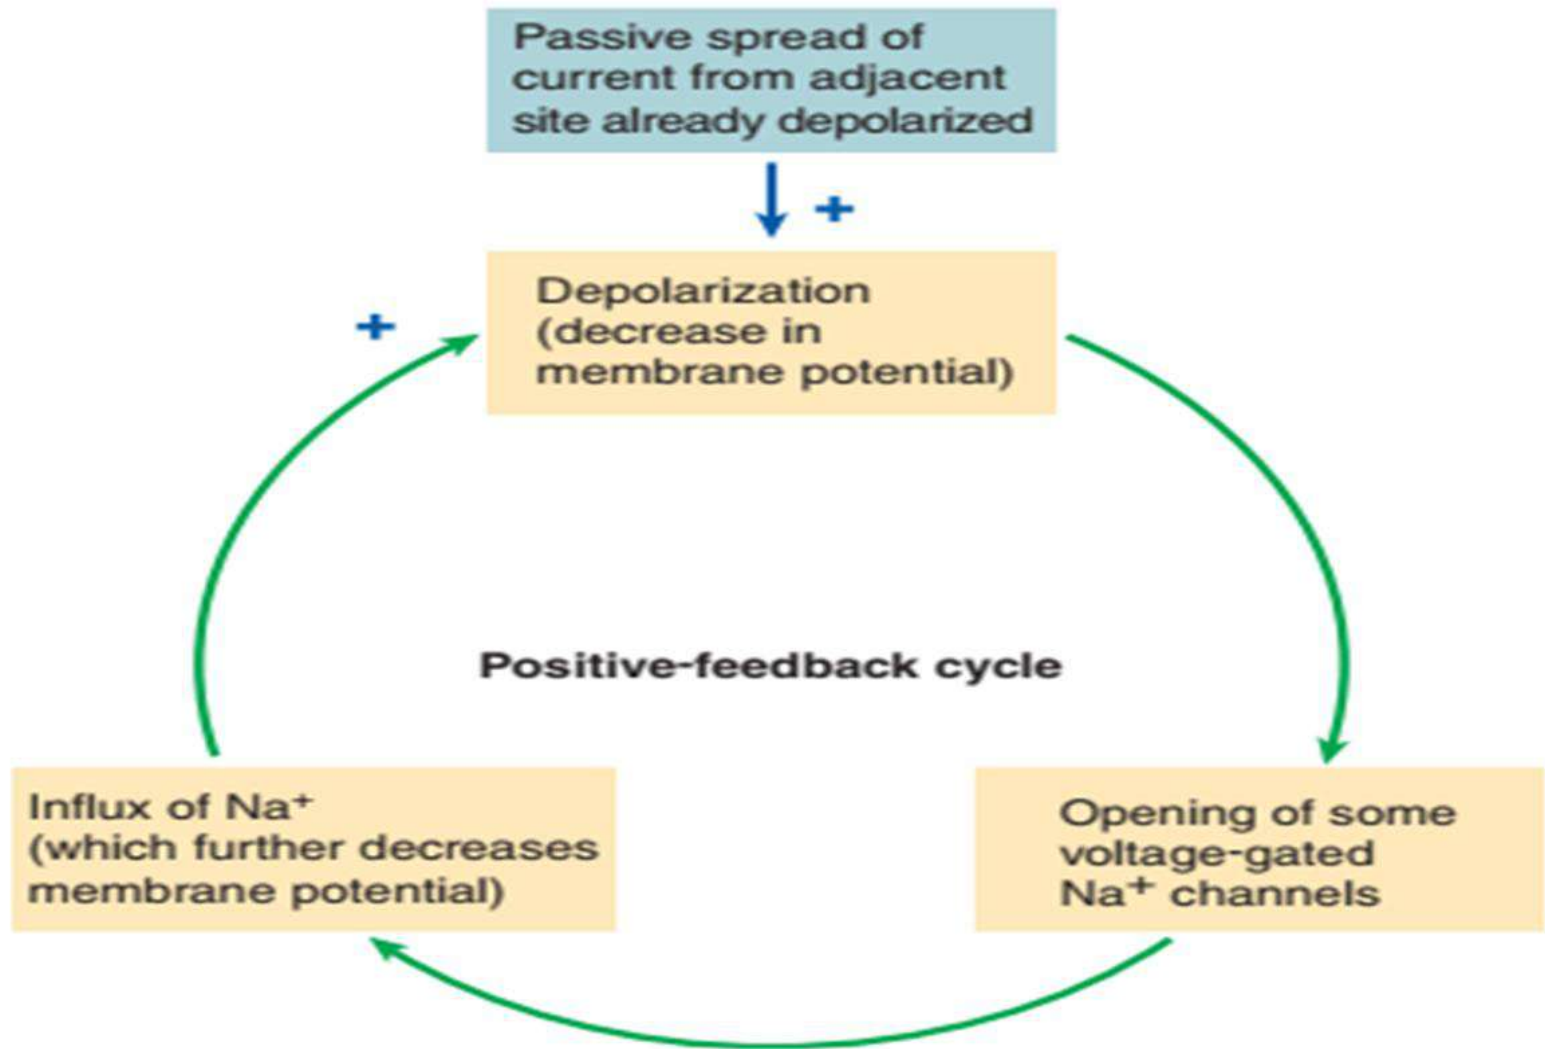 Passive spread of
current from adjacent
site already depolarized
+
Depolarization
(decrease in
membrane potential)
+
Positive-feedback cycle
Influx of Na⁺
(which further decreases
membrane potential)
Opening of some
voltage-gated
Na⁺ channels